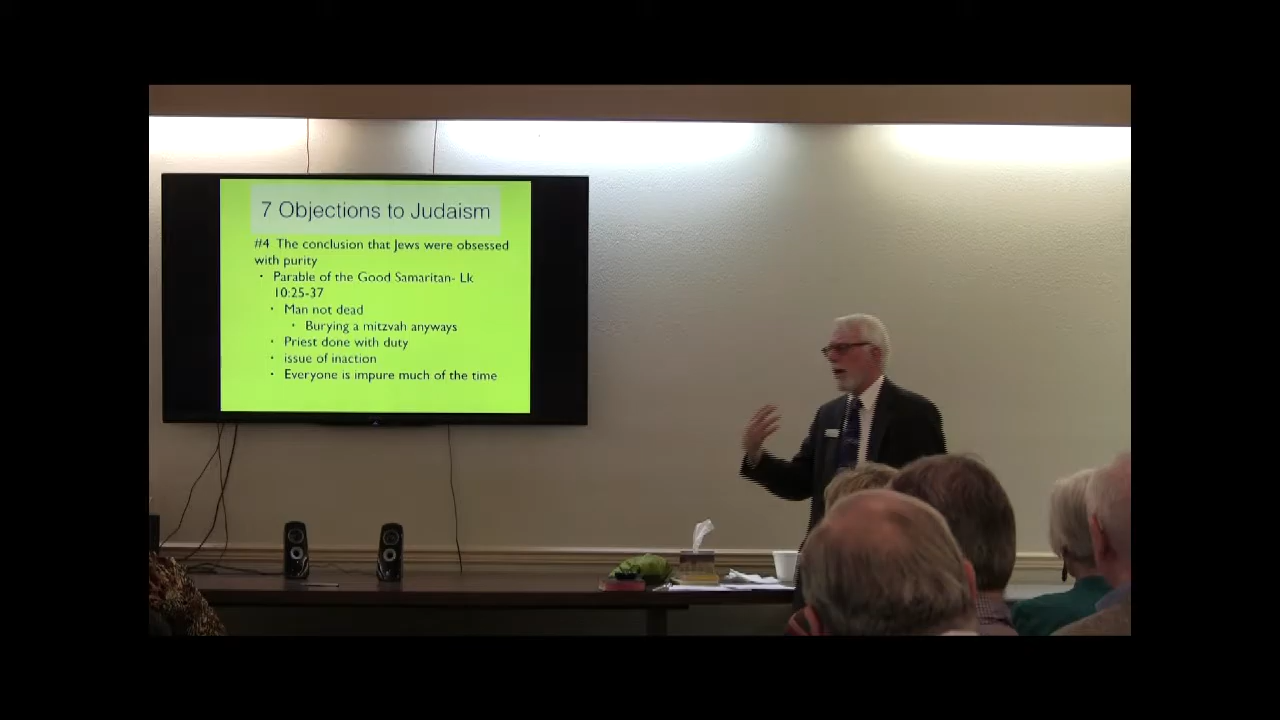 7 Objections to Judaism
#4 The conclusion that Jews were obsessed
with purity
• Parable of the Good Samaritan- Lk
10:25-37
• Man not dead
• Burying a mitzvah anyways
• Priest done with duty
• issue of inaction
• Everyone is impure much of the time